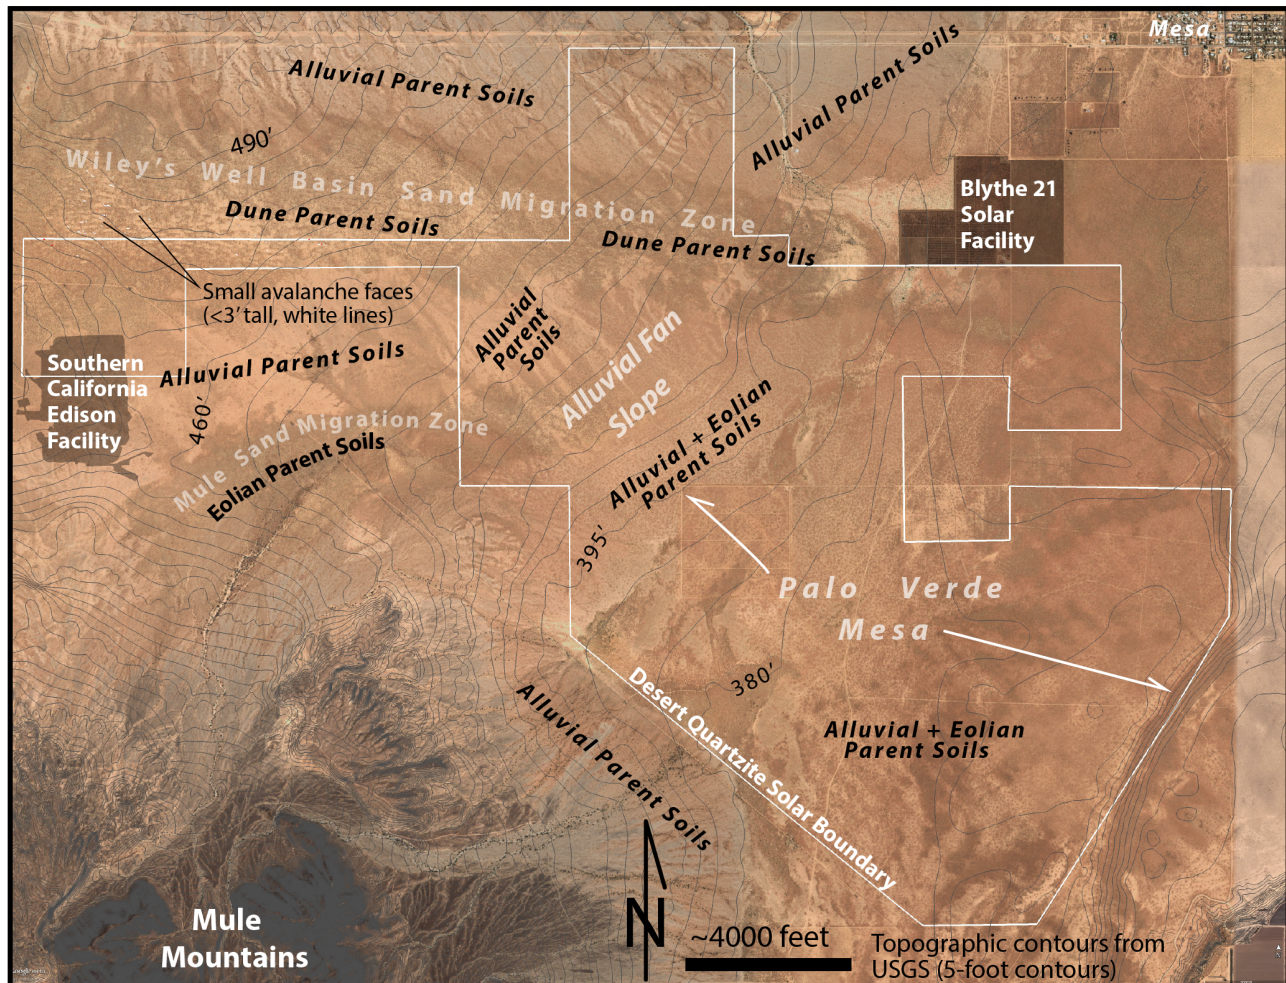 Mesa
Alluvial Parent Soils
Alluvial Parent Soils
490'
Wiley's Well Basin Sand Migration Zone
Dune Parent Soils
Dune Parent Soils
Blythe 21
Solar
Facility
Small avalanche faces
(<3' tall, white lines)
Alluvial
Parent
Soils
Alluvial Fan
Slope
Southern
California
Edison
Facility
Alluvial Parent Soils
460'
Mule Sand Migration Zone
Eolian Parent Soils
Alluvial + Eolian
Parent Soils
395'
Palo Verde
Mesa
380'
Desert Quartzite Solar Boundary
Alluvial Parent Soils
Alluvial + Eolian
Parent Soils
Mule
Mountains
N
~4000 feet
Topographic contours from
USGS (5-foot contours)